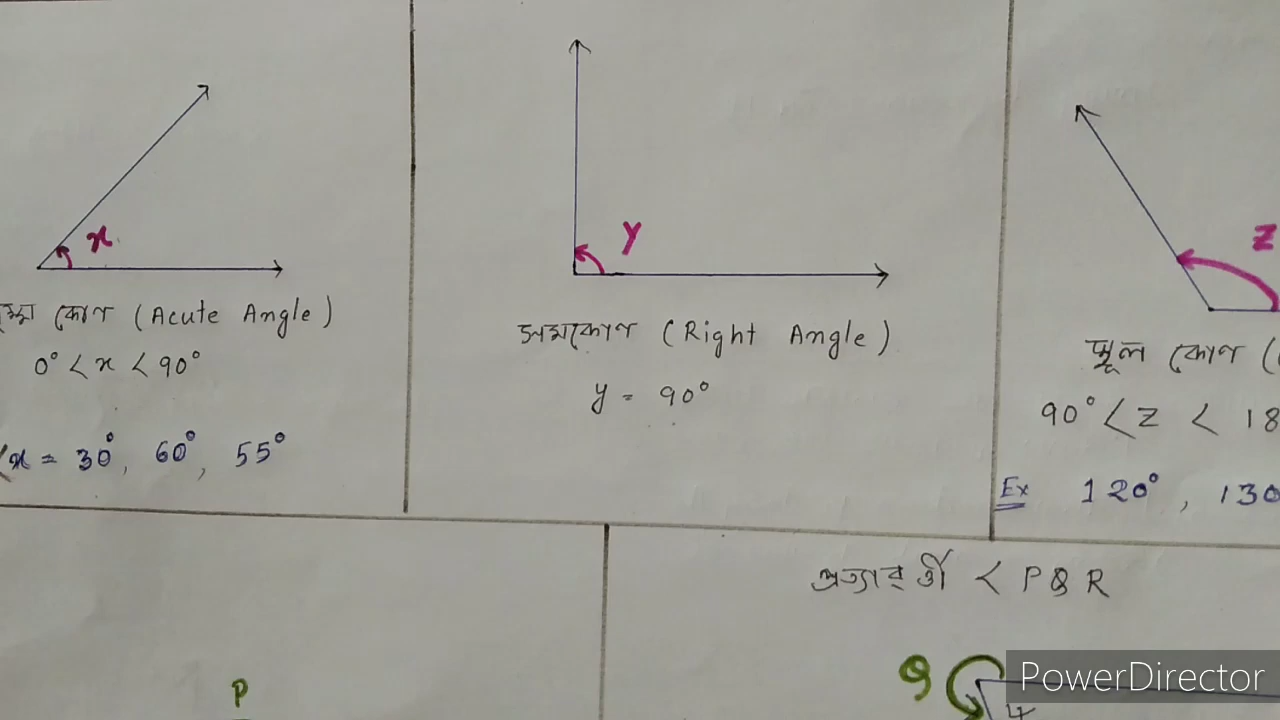 x
y
z
কোণ (Acute Angle)
0° < x < 90°
x = 30°, 60°, 55°
সমকোণ (Right Angle)
y = 90°
স্থূল কোণ (
90° < z < 18
Ex 120°, 130
প্রত্যাবর্তী < PQR
P
Q
PowerDirector